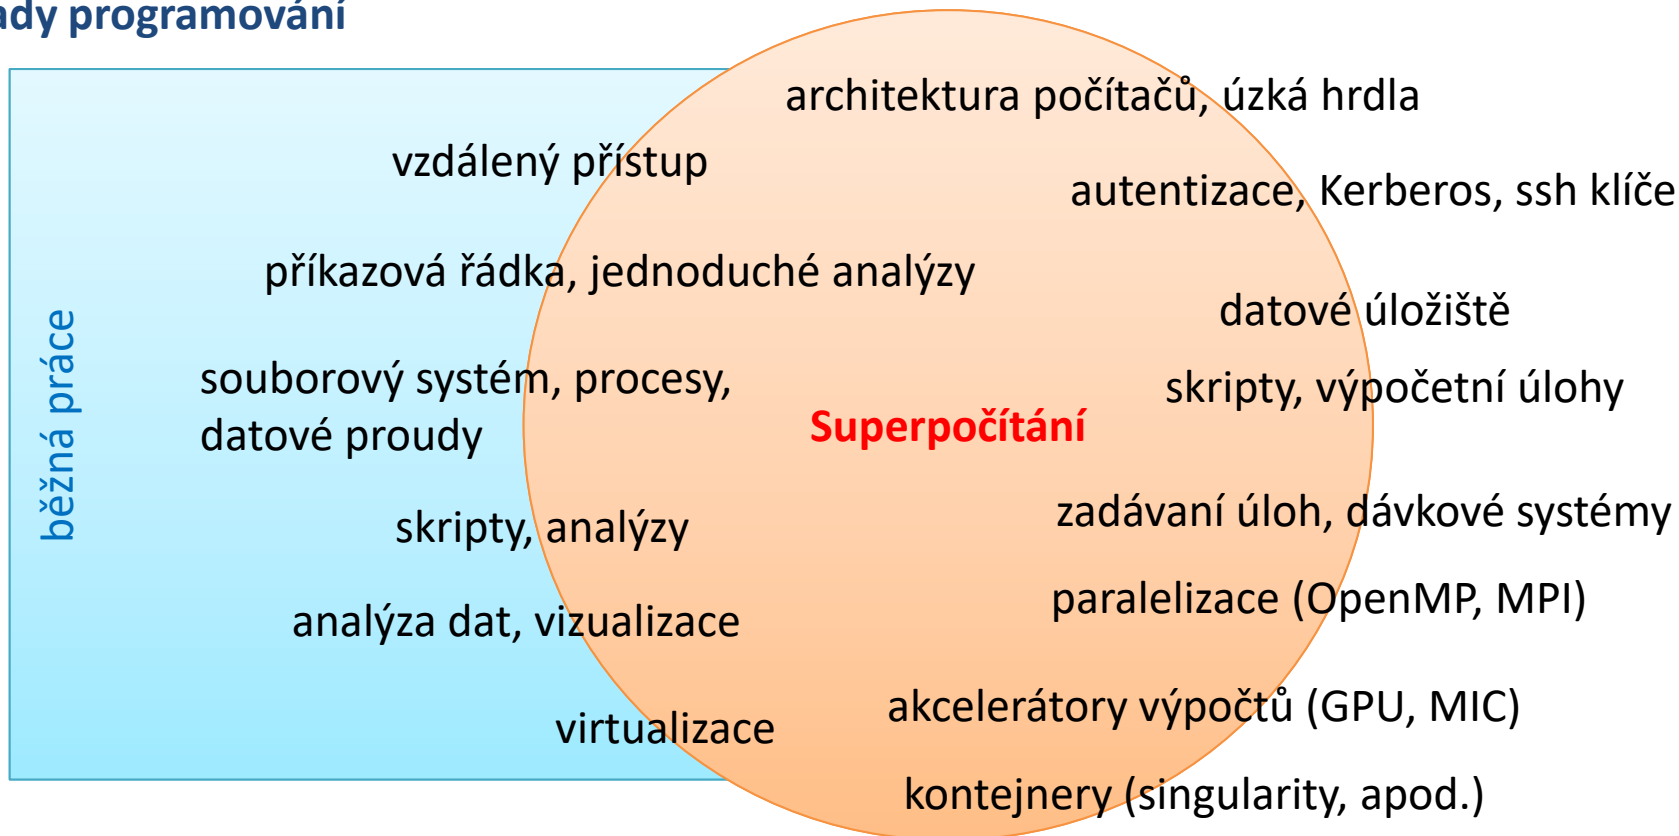 ady programování
architektura počítačů, úzká hrdla
vzdálený přístup
autentizace, Kerberos, ssh klíče
příkazová řádka, jednoduché analýzy
datové úložiště
běžná práce
souborový systém, procesy,
datové proudy
skripty, výpočetní úlohy
Superpočítání
skripty, analýzy
zadávaní úloh, dávkové systémy
analýza dat, vizualizace
paralelizace (OpenMP, MPI)
virtualizace
akcelerátory výpočtů (GPU, MIC)
kontejnery (singularity, apod.)